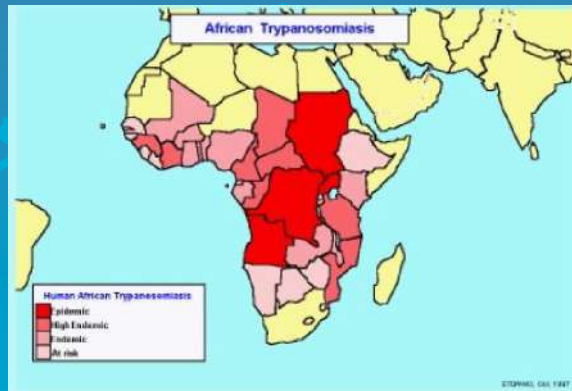 African Trypanosomiasis
Human African Trypanosomiasis
Epidemic
High Endemic
Endemic
At risk